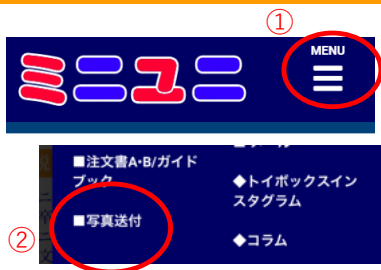 ①
ミニユニ
MENU
■注文書A・B/ガイド
ブック
◆トイボックスイン
スタグラム
②
■写真送付
◆コラム